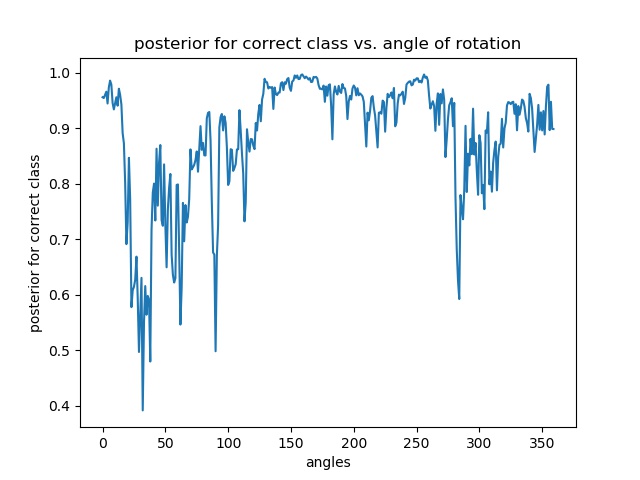 posterior for correct class vs. angle of rotation
posterior for correct class
1.0
0.9
0.8
0.7
0.6
0.5
0.4
0 50 100 150 200 250 300 350
angles